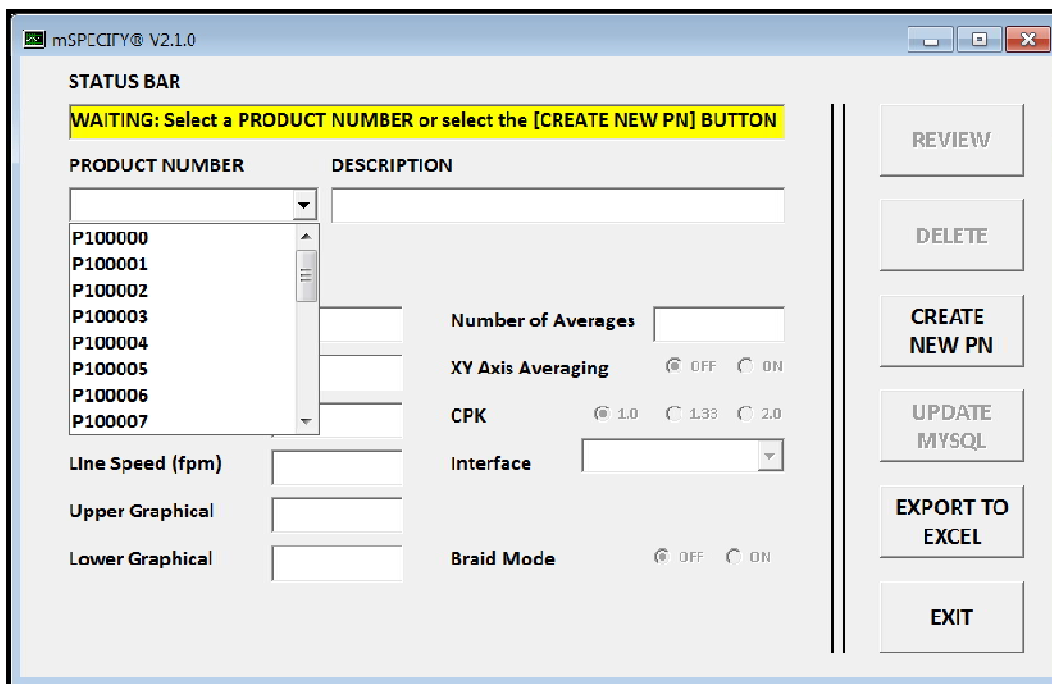 mSPECIFY® V2.1.0
STATUS BAR
WAITING: Select a PRODUCT NUMBER or select the [CREATE NEW PN] BUTTON
PRODUCT NUMBER
DESCRIPTION
P100000
P100001
P100002
P100003
P100004
P100005
P100006
P100007
Line Speed (fpm)
Upper Graphical
Lower Graphical
Number of Averages
XY Axis Averaging OFF ON
CPK 1.0 1.33 2.0
Interface
Braid Mode OFF ON
REVIEW
DELETE
CREATE
NEW PN
UPDATE
MYSQL
EXPORT TO
EXCEL
EXIT